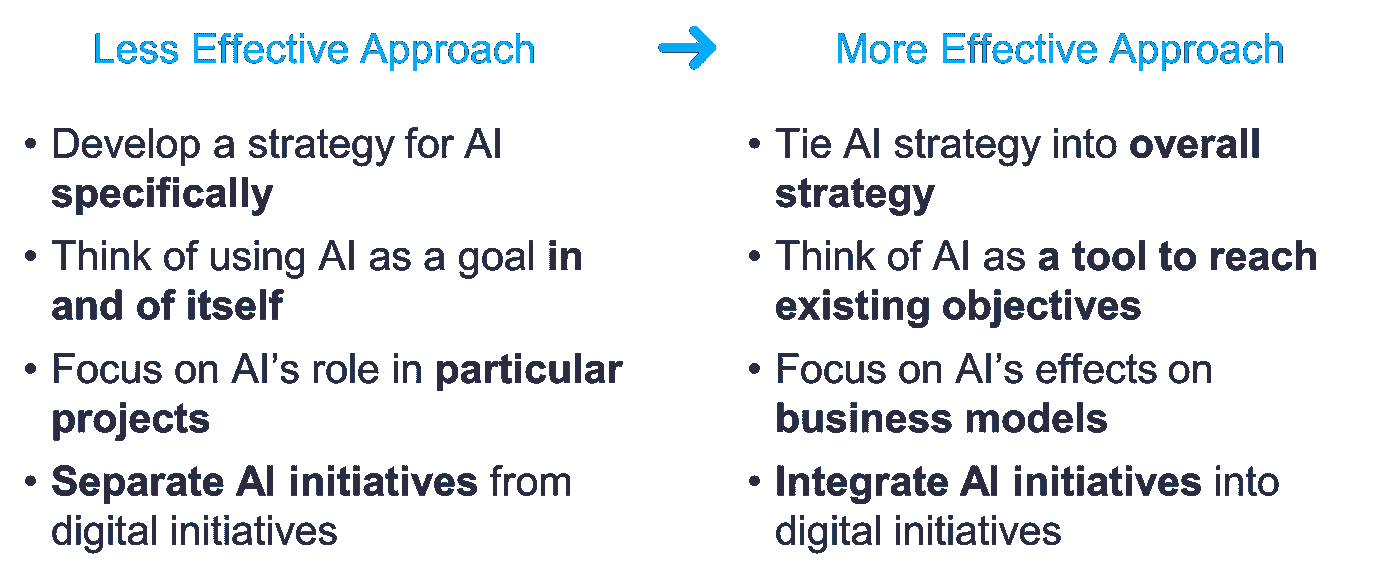 Less Effective Approach → More Effective Approach
• Develop a strategy for AI
specifically
• Think of using AI as a goal in
and of itself
• Focus on AI’s role in particular
projects
• Separate AI initiatives from
digital initiatives
• Tie AI strategy into overall
strategy
• Think of AI as a tool to reach
existing objectives
• Focus on AI’s effects on
business models
• Integrate AI initiatives into
digital initiatives